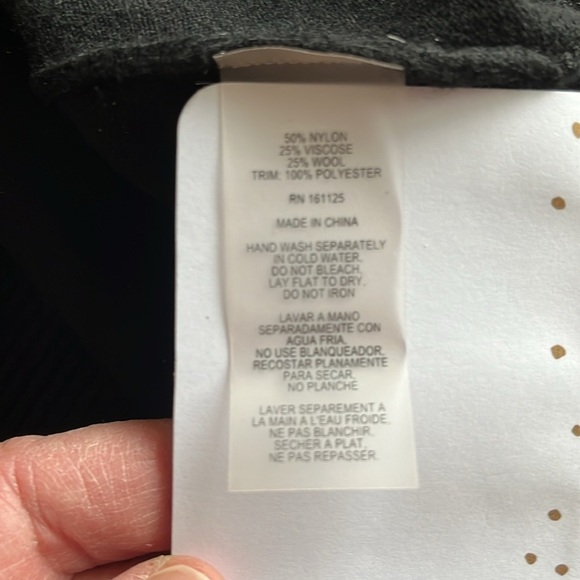 50% NYLON
25% VISCOSE
25% WOOL
TRIM: 100% POLYESTER
RN 161125
MADE IN CHINA
HAND WASH SEPARATELY
IN COLD WATER.
DO NOT BLEACH,
LAY FLAT TO DRY.
DO NOT IRON
LAVAR A MANO
SEPARADAMENTE CON
AGUA FRIA.
NO USE BLANQUEADOR.
RECOSTAR PLANAMENTE
PARA SECAR.
NO PLANCHE
LAVER SEPAREMENT A
LA MAIN A L'EAU FROIDE.
NE PAS BLANCHIR.
SECHER A PLAT.
NE PAS REPASSER.